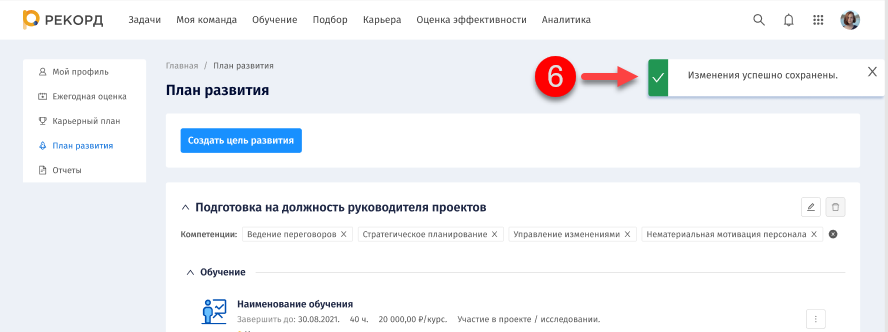 РЕКОРД Задачи Моя команда Обучение Подбор Карьера Оценка эффективности Аналитика
Мой профиль
Ежегодная оценка
Карьерный план
План развития
Отчеты
Главная / План развития
План развития
6
Изменения успешно сохранены.
Создать цель развития
Подготовка на должность руководителя проектов
Компетенции: Ведение переговоров X Стратегическое планирование X Управление изменениями X Нематериальная мотивация персонала X
Обучение
Наименование обучения
Завершить до: 30.08.2021. 40 ч. 20 000,00 ₽/курс. Участие в проекте / исследовании.